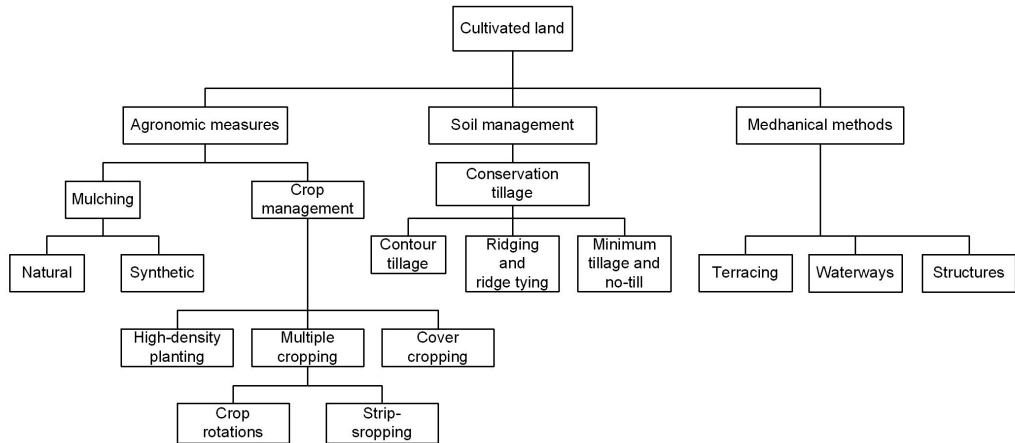 Cultivated land
Agronomic measures
Soil management
Medhanical methods
Mulching
Crop
management
Conservation
tillage
Natural
Synthetic
Contour
tillage
Ridging
and
ridge tying
Minimum
tillage and
no-till
Terracing
Waterways
Structures
High-density
planting
Multiple
cropping
Cover
cropping
Crop
rotations
Strip-
sropping